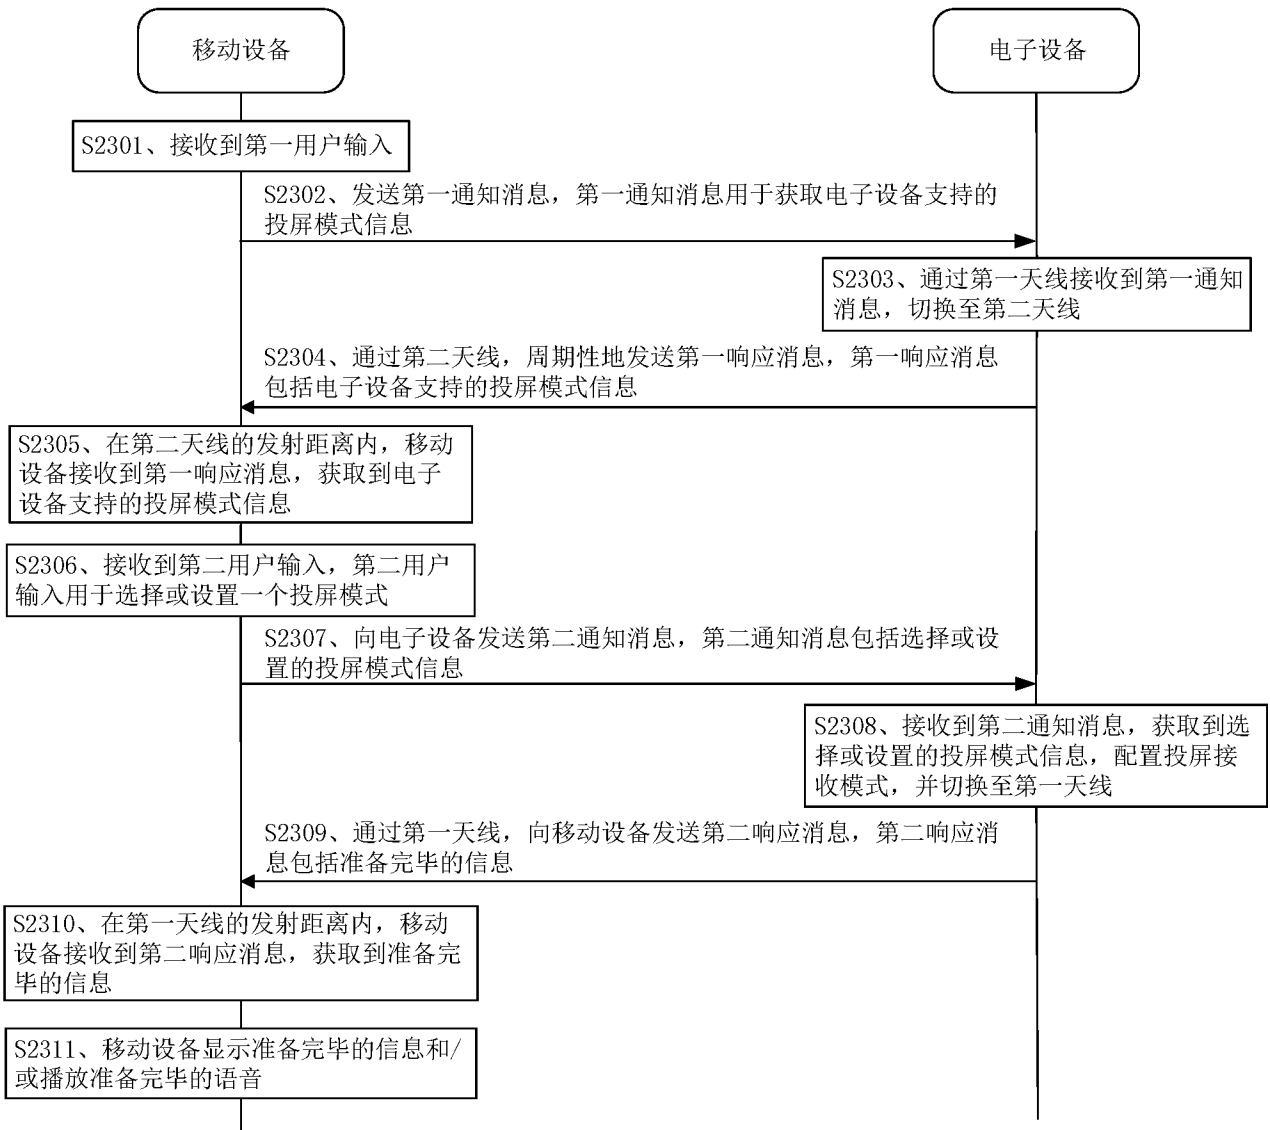 移动设备
电子设备
S2301、接收到第一用户输入
S2302、发送第一通知消息，第一通知消息用于获取电子设备支持的
投屏模式信息
S2303、通过第一天线接收到第一通知
消息，切换至第二天线
S2304、通过第二天线，周期性地发送第一响应消息，第一响应消息
包括电子设备支持的投屏模式信息
S2305、在第二天线的发射距离内，移动
设备接收到第一响应消息，获取到电子
设备支持的投屏模式信息
S2306、接收到第二用户输入，第二用户
输入用于选择或设置一个投屏模式
S2307、向电子设备发送第二通知消息，第二通知消息包括选择或设
置的投屏模式信息
S2308、接收到第二通知消息，获取到选
择或设置的投屏模式信息，配置投屏接
收模式，并切换至第一天线
S2309、通过第一天线，向移动设备发送第二响应消息，第二响应消
息包括准备完毕的信息
S2310、在第一天线的发射距离内，移动
设备接收到第二响应消息，获取到准备完
毕的信息
S2311、移动设备显示准备完毕的信息和/
或播放准备完毕的语音